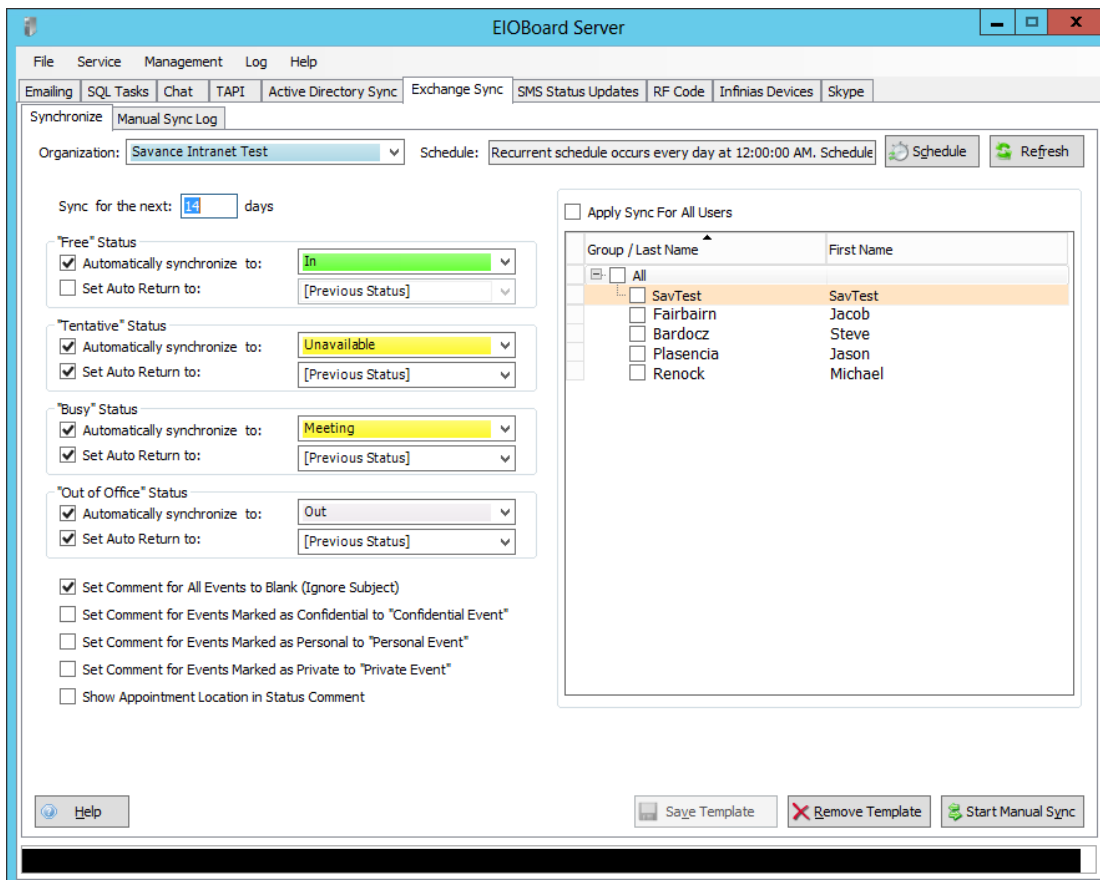 EIOBoard Server
File Service Management Log Help
Emailing SQL Tasks Chat TAPI Active Directory Sync Exchange Sync SMS Status Updates RF Code Infinias Devices Skype
Synchronize Manual Sync Log
Organization: Savance Intranet Test Schedule: Recurrent schedule occurs every day at 12:00:00 AM. Schedule Schedule Refresh
Sync for the next: 14 days
"Free" Status
Automatically synchronize to: In
Set Auto Return to: [Previous Status]
"Tentative" Status
Automatically synchronize to: Unavailable
Set Auto Return to: [Previous Status]
"Busy" Status
Automatically synchronize to: Meeting
Set Auto Return to: [Previous Status]
"Out of Office" Status
Automatically synchronize to: Out
Set Auto Return to: [Previous Status]
Set Comment for All Events to Blank (Ignore Subject)
Set Comment for Events Marked as Confidential to "Confidential Event"
Set Comment for Events Marked as Personal to "Personal Event"
Set Comment for Events Marked as Private to "Private Event"
Show Appointment Location in Status Comment
Apply Sync For All Users
Group / Last Name First Name
All
SavTest SavTest
Fairbairn Jacob
Bardocz Steve
Plasencia Jason
Renock Michael
Help Save Template Remove Template Start Manual Sync